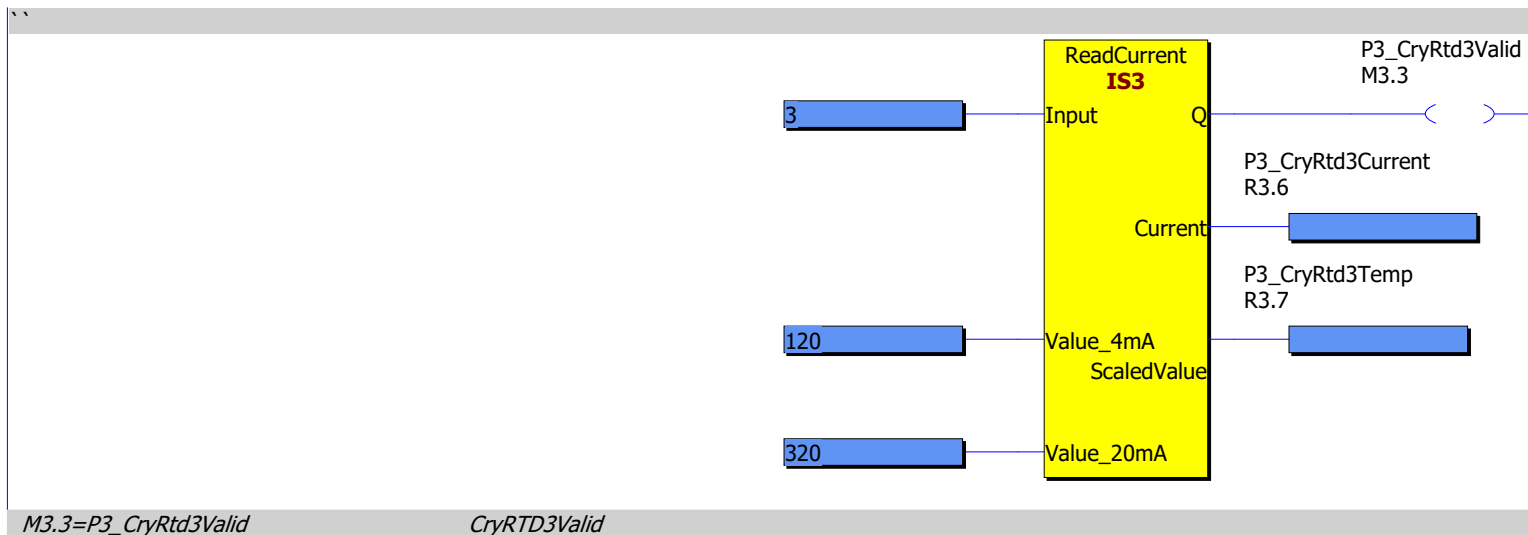 ``
ReadCurrent
IS3
P3_CryRtd3Valid
M3.3
3
Input
Q
P3_CryRtd3Current
R3.6
Current
P3_CryRtd3Temp
R3.7
120
Value_4mA
ScaledValue
320
Value_20mA
M3.3=P3_CryRtd3Valid CryRTD3Valid